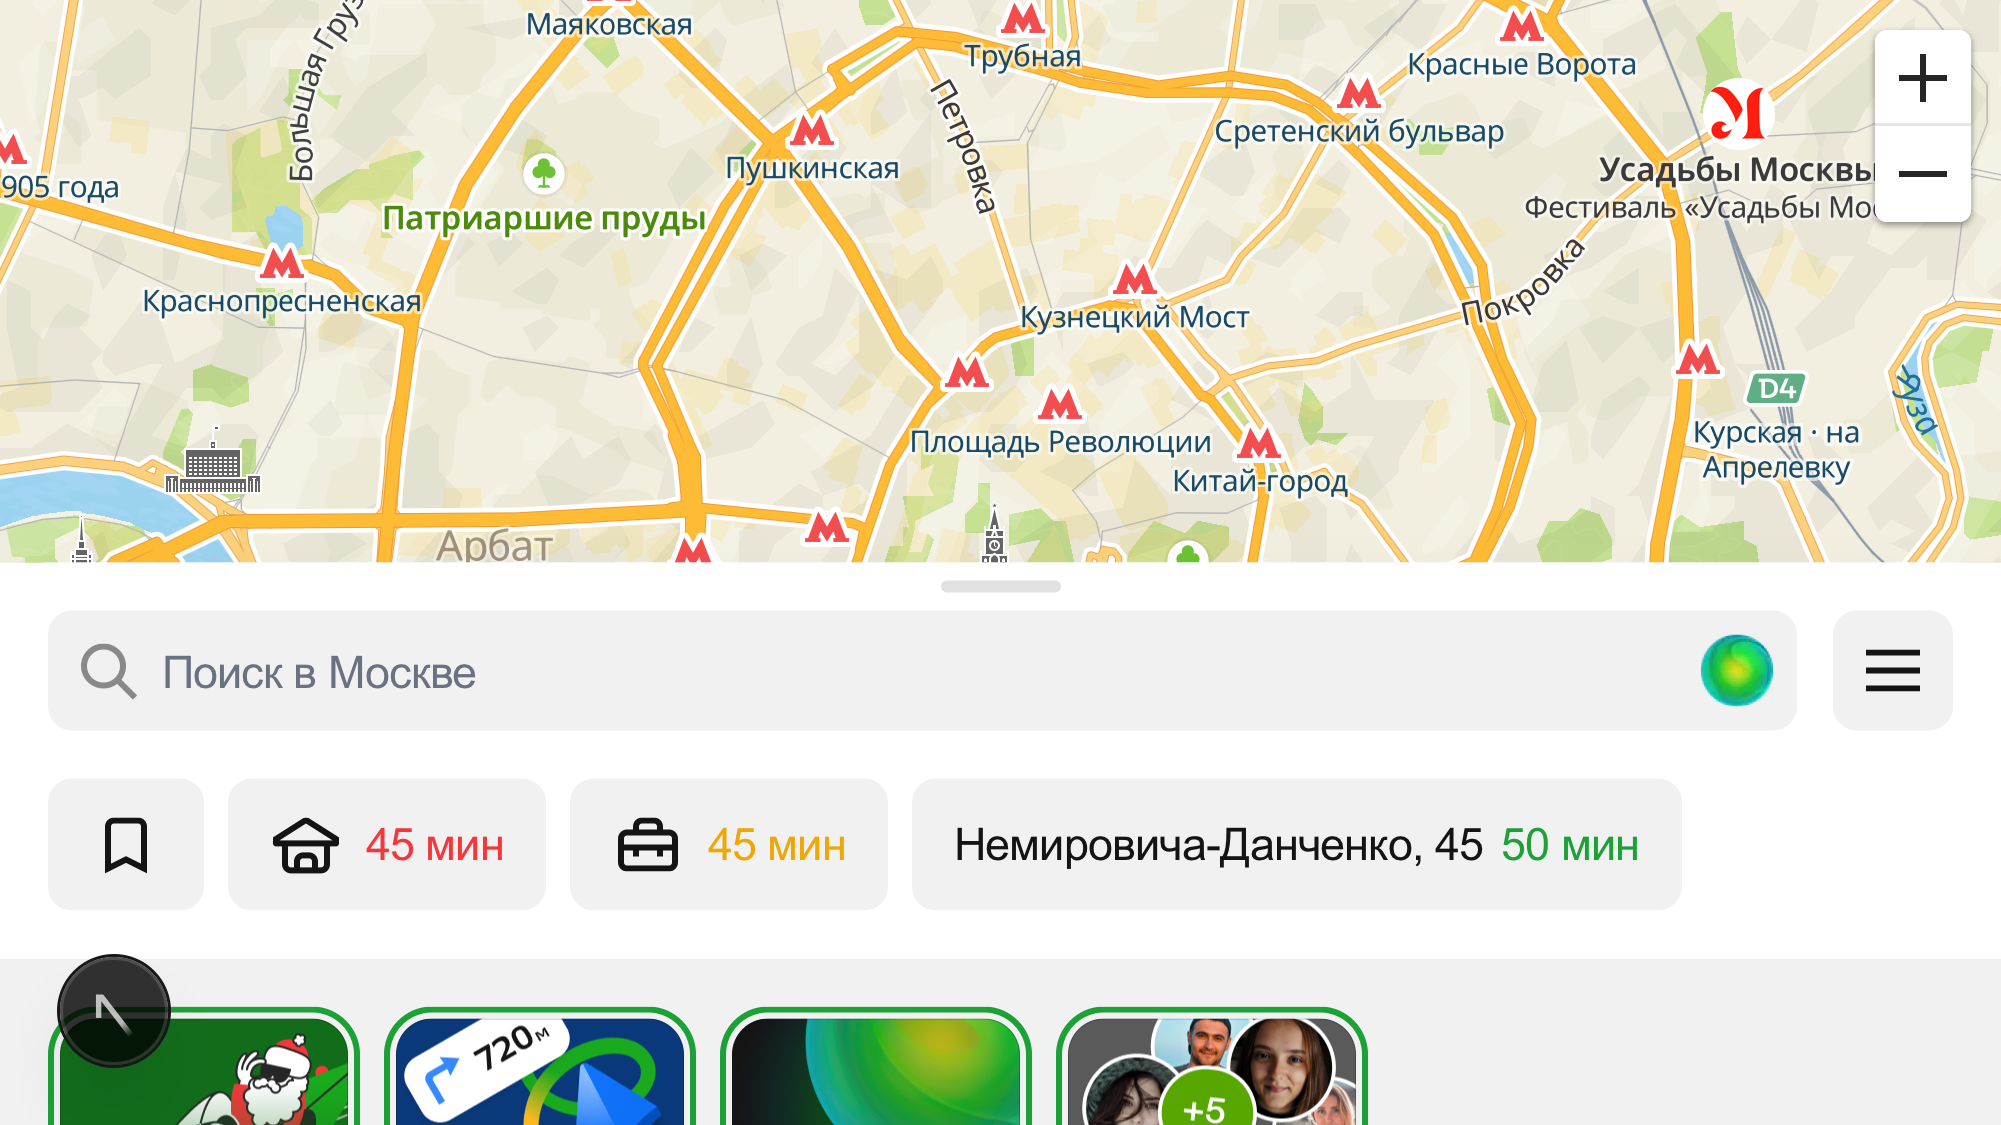 Маяковская
Большая Груз
Трубная
Красные Ворота
Петровка
Сретенский бульвар
Пушкинская
Усадьбы Москвы
Фестиваль «Усадьбы Мос
905 года
Патриаршие пруды
Покровка
Краснопресненская
Кузнецкий Мост
D4
Яуза
Площадь Революции
Курская · на
Апрелевку
Китай-город
Арбат
Поиск в Москве
45 мин
45 мин
Немировича-Данченко, 45 50 мин
720м
+5